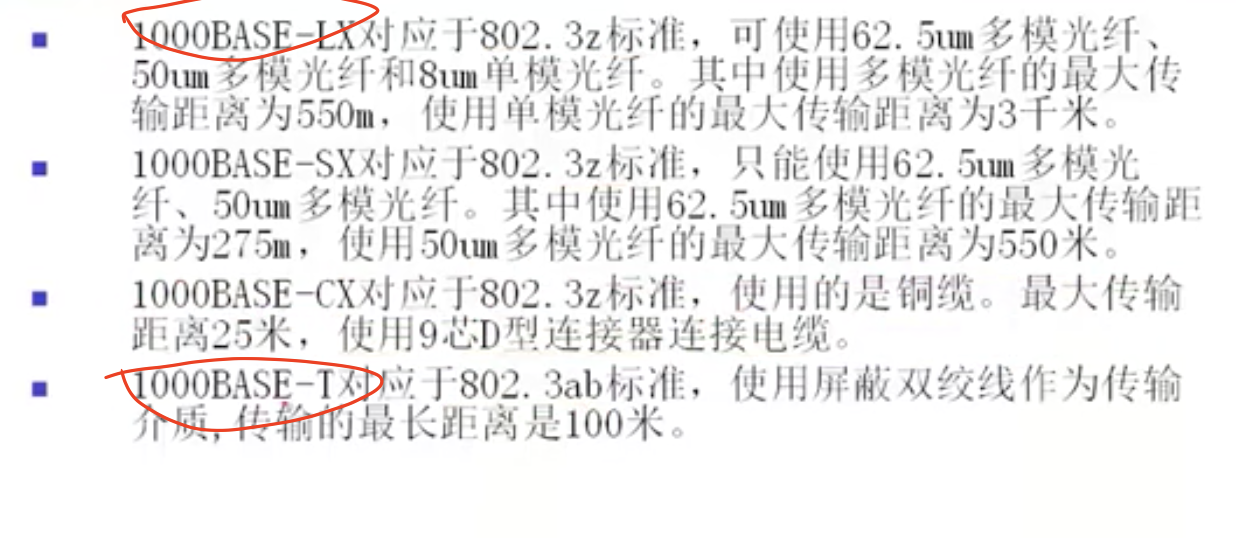 1000BASE-LX对应于802.3z标准，可使用62.5um多模光纤、
50um多模光纤和8um单模光纤。其中使用多模光纤的最大传
输距离为550m，使用单模光纤的最大传输距离为3千米。
1000BASE-SX对应于802.3z标准，只能使用62.5um多模光
纤、50um多模光纤。其中使用62.5um多模光纤的最大传输距
离为275m，使用50um多模光纤的最大传输距离为550米。
1000BASE-CX对应于802.3z标准，使用的是铜缆。最大传输
距离25米，使用9芯D型连接器连接电缆。
1000BASE-T对应于802.3ab标准，使用屏蔽双绞线作为传输
介质,传输的最长距离是100米。